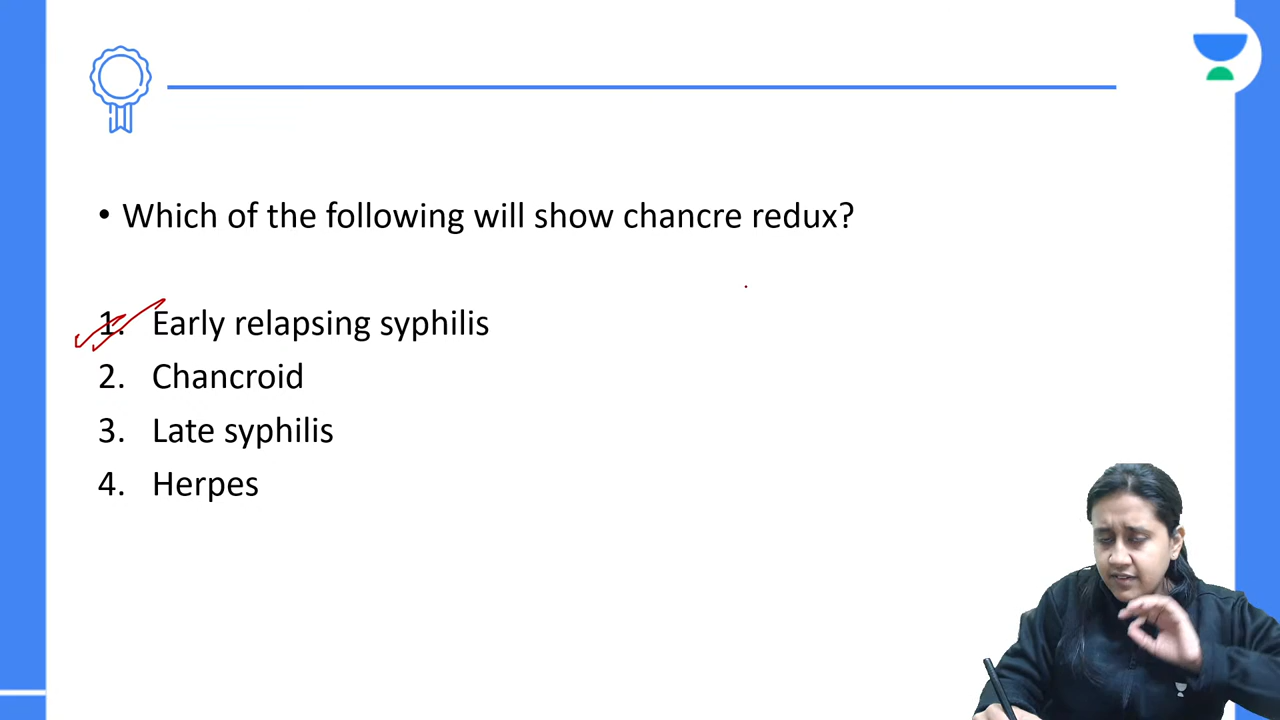 • Which of the following will show chancre redux?
1. Early relapsing syphilis
2. Chancroid
3. Late syphilis
4. Herpes